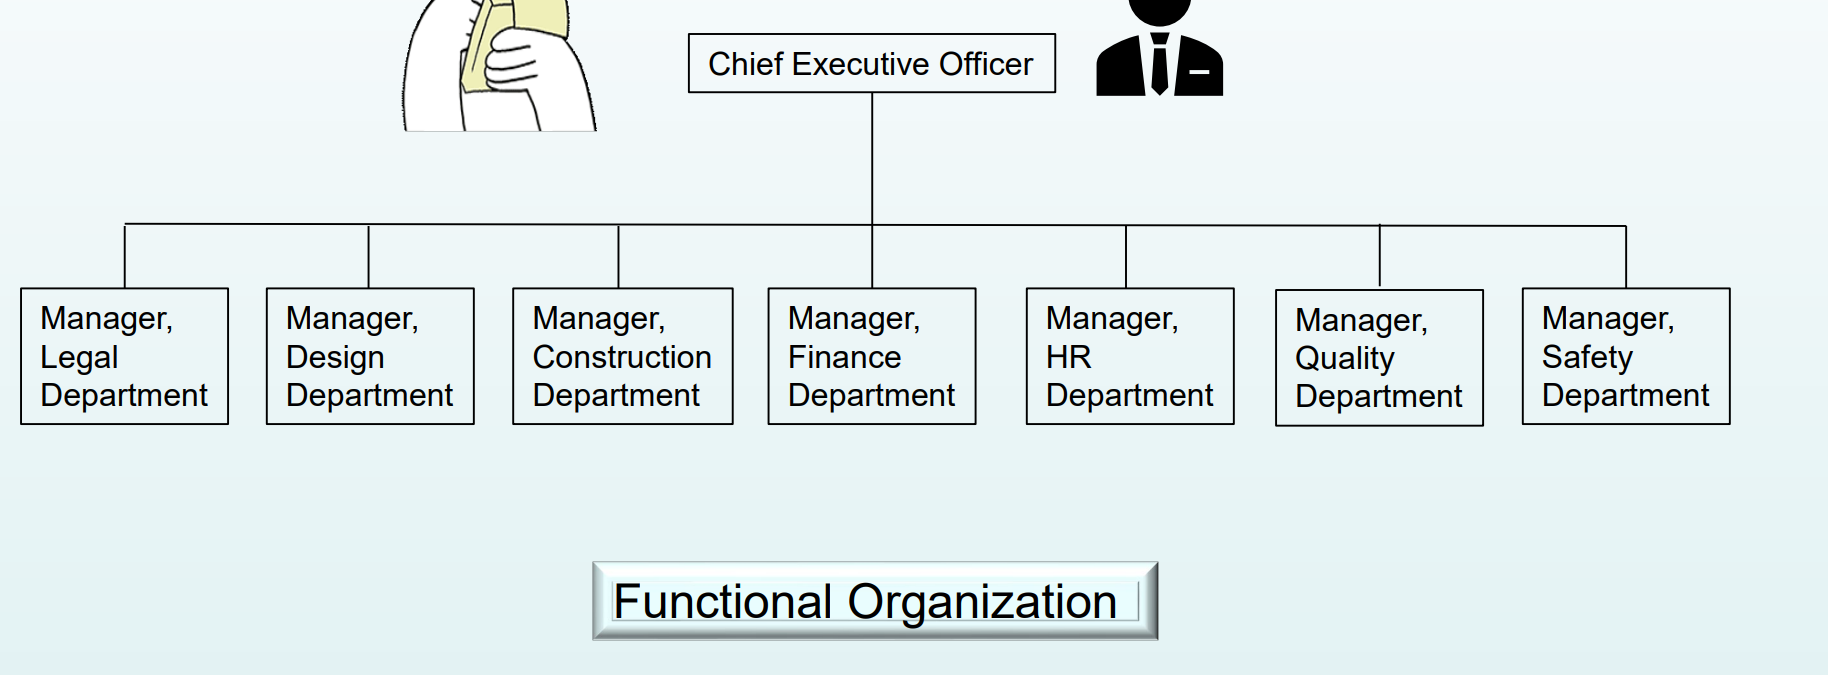 Chief Executive Officer
Manager,
Legal
Department
Manager,
Design
Department
Manager,
Construction
Department
Manager,
Finance
Department
Manager,
HR
Department
Manager,
Quality
Department
Manager,
Safety
Department
Functional Organization